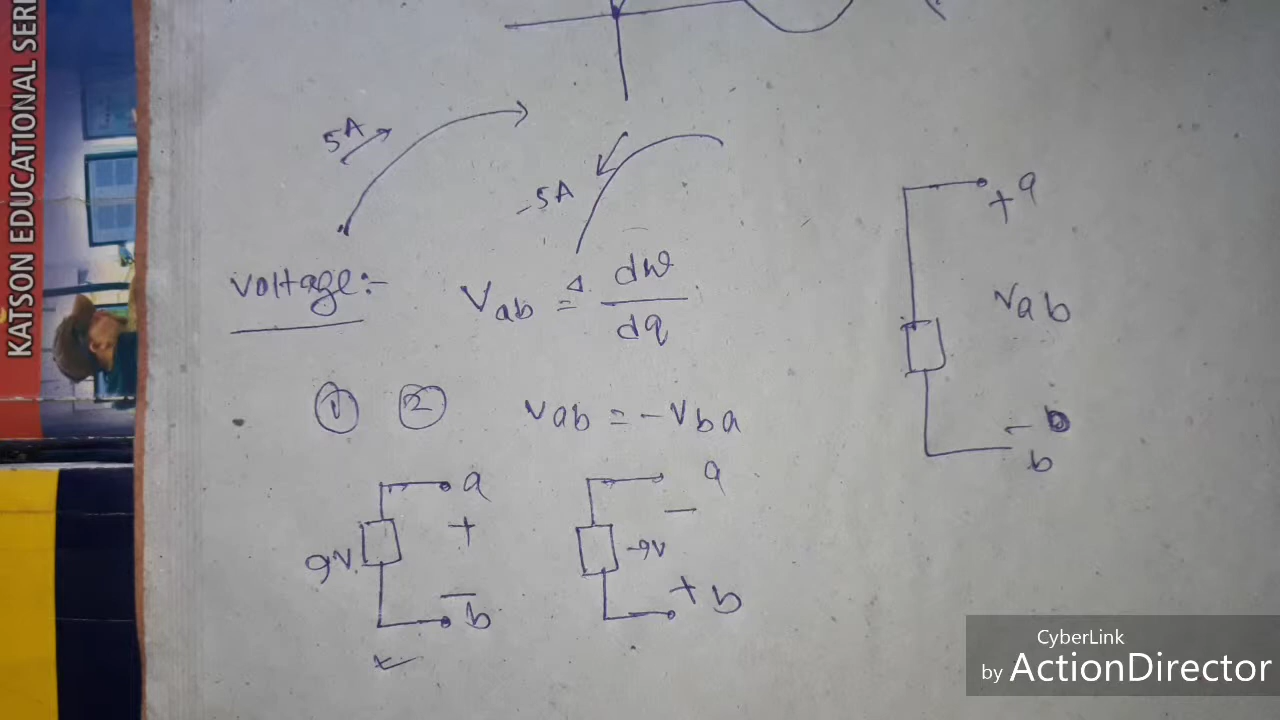 KATSON EDUCATIONAL SERI
5A
-5A
Voltage:-
Vab ≜ dw/dq
① ②
Vab = -Vba
a
+
9V
-
b
a
-
-9V
+ b
+ a
Vab
- b
b
CyberLink
by ActionDirector